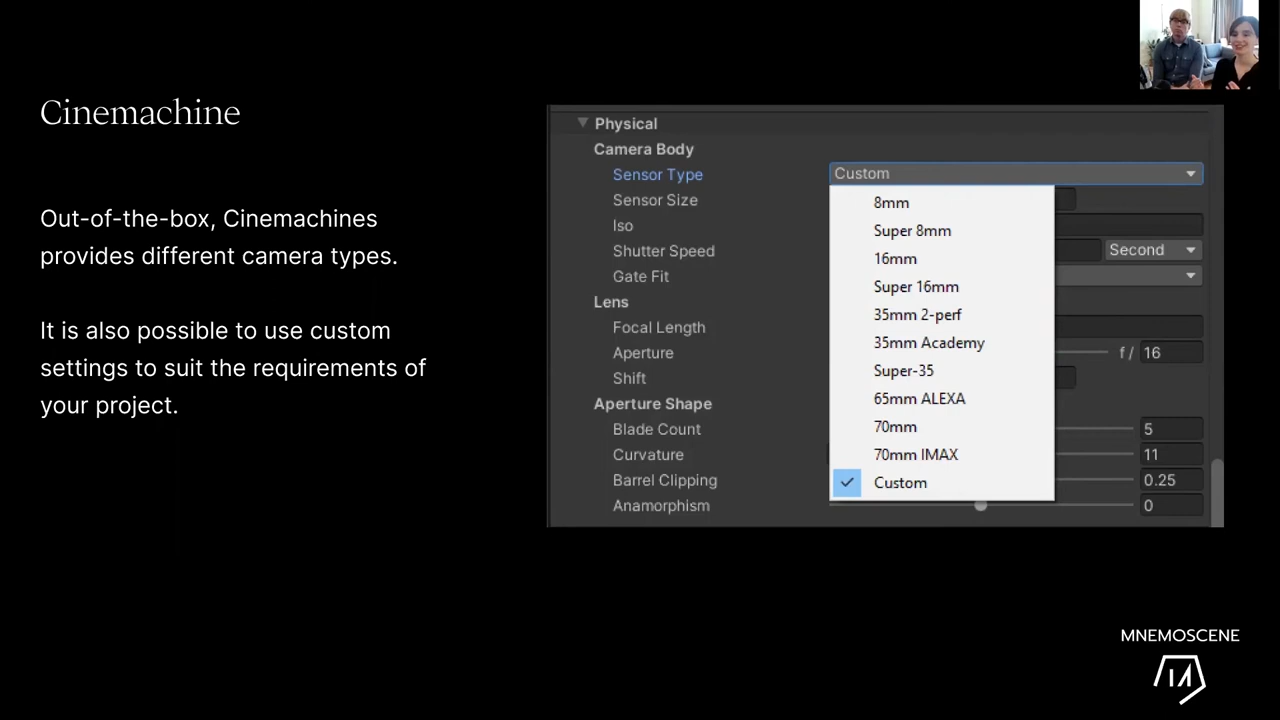 Cinemachine
Out-of-the-box, Cinemachines
provides different camera types.
It is also possible to use custom
settings to suit the requirements of
your project.
Physical
Camera Body
Sensor Type
Custom
Sensor Size
Iso
Shutter Speed
Second
Gate Fit
Lens
Focal Length
Aperture
f / 16
Shift
Aperture Shape
Blade Count
5
Curvature
11
Barrel Clipping
0.25
Anamorphism
0
8mm
Super 8mm
16mm
Super 16mm
35mm 2-perf
35mm Academy
Super-35
65mm ALEXA
70mm
70mm IMAX
Custom
MNEMOSCENE